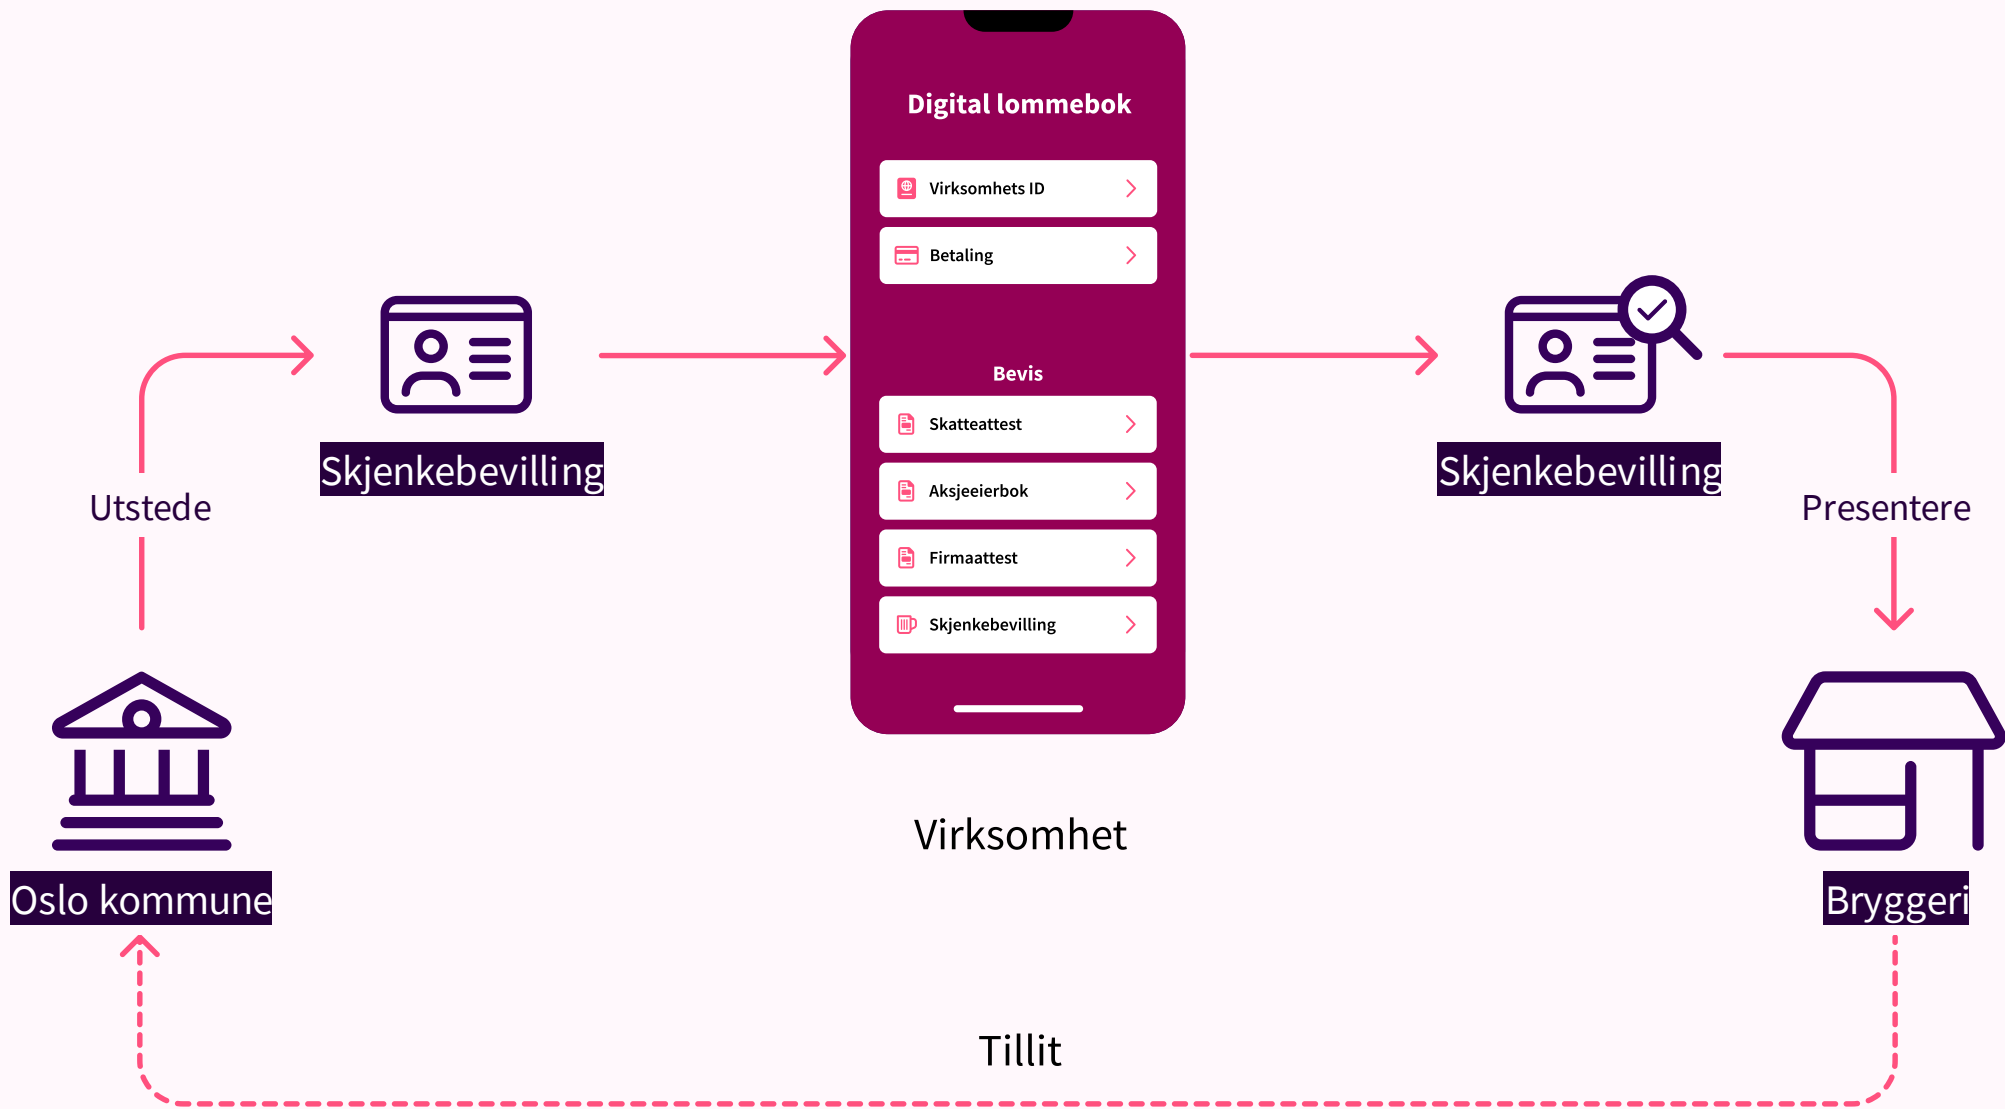 Digital lommebok
Virksomhets ID
Betaling
Bevis
Skatteattest
Aksjeeierbok
Firmaattest
Skjenkebevilling
Skjenkebevilling
Skjenkebevilling
Utstede
Presentere
Virksomhet
Oslo kommune
Bryggeri
Tillit